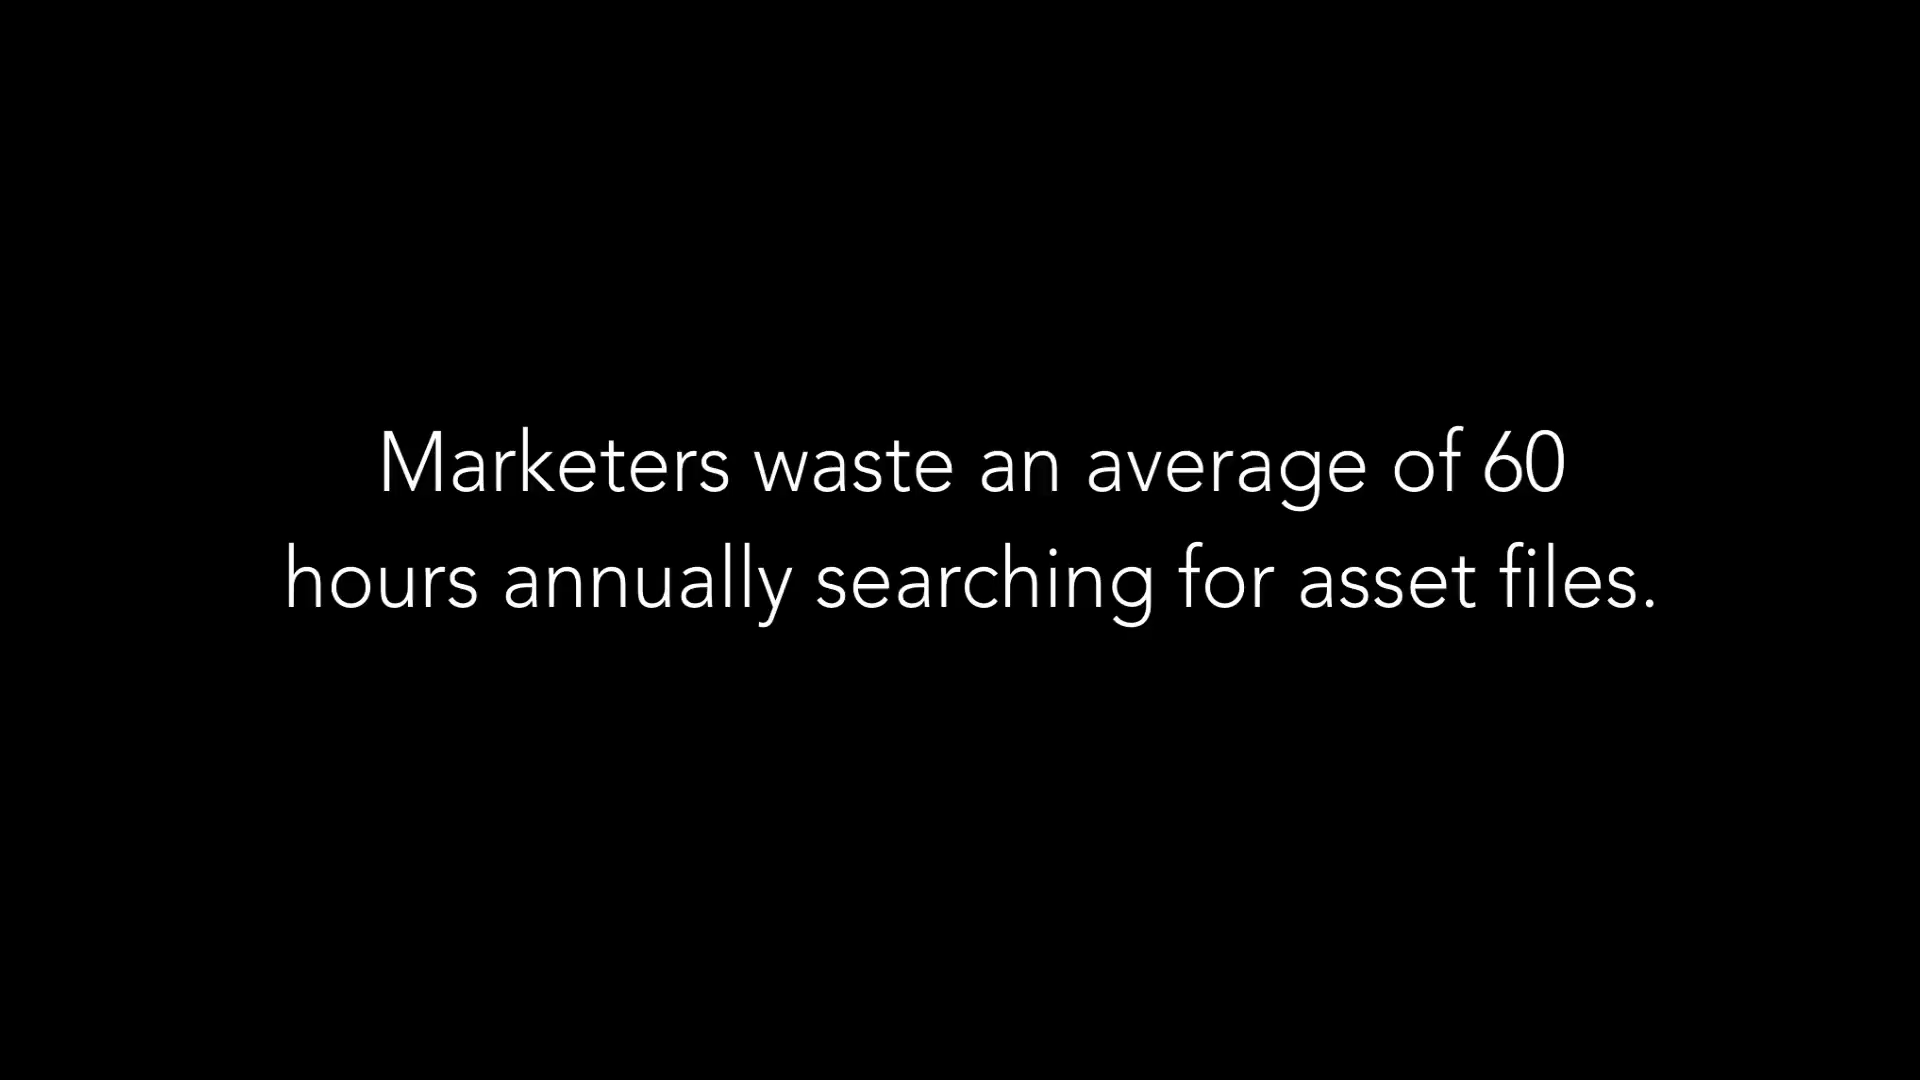 Marketers waste an average of 60
hours annually searching for asset files.